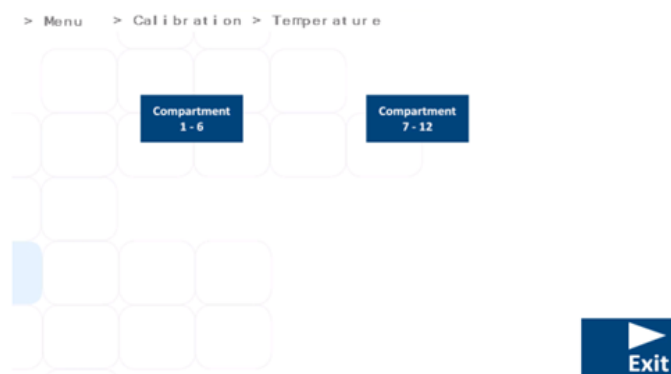 > Menu > Calibration > Temperature
Compartment
1 - 6
Compartment
7 - 12
Exit